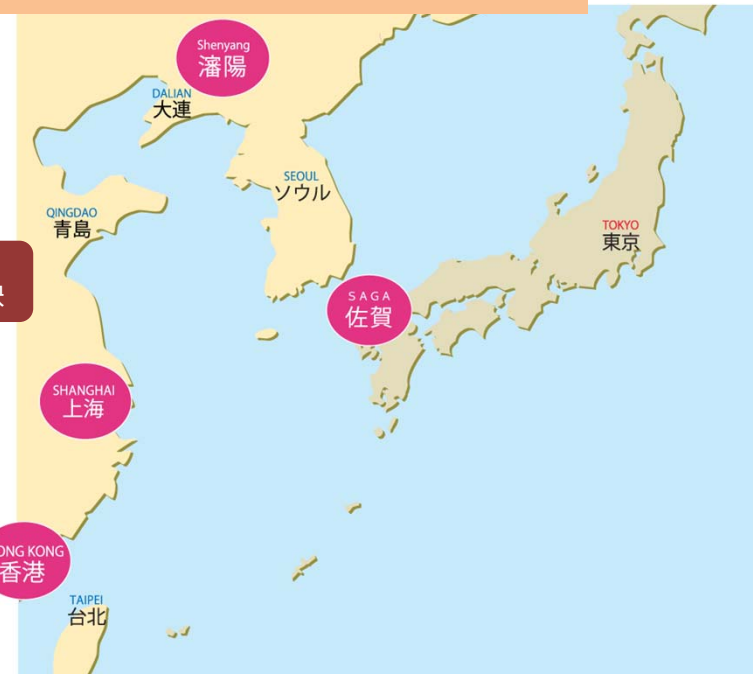 Shenyang
瀋陽
DALIAN
大連
SEOUL
ソウル
QINGDAO
青島
TOKYO
東京
SAGA
佐賀
SHANGHAI
上海
ONG KONG
香港
TAIPEI
台北